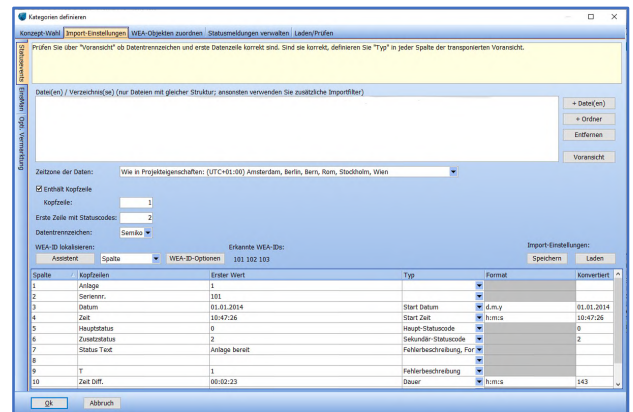 Kategorien definieren
Konzept-Wahl Import-Einstellungen WEA-Objekten zuordnen Statusmeldungen verwalten Laden/Prüfen
Statusevents
EinsMan
Opti. Vermarktung
Prüfen Sie über "Voransicht" ob Datentrennzeichen und erste Datenzeile korrekt sind. Sind sie korrekt, definieren Sie "Typ" in jeder Spalte der transponierten Voransicht.
Datei(en) / Verzeichnis(se) (nur Dateien mit gleicher Struktur; ansonsten verwenden Sie zusätzliche Importfilter)
+ Datei(en)
+ Ordner
Entfernen
Voransicht
Zeitzone der Daten: Wie in Projekteigenschaften: (UTC+01:00) Amsterdam, Berlin, Bern, Rom, Stockholm, Wien
Enthält Kopfzeile
Kopfzeile: 1
Erste Zeile mit Statuscodes: 2
Datentrennzeichen: Semiko
WEA-ID lokalisieren: Erkannte WEA-IDs: Import-Einstellungen:
Assistent Spalte WEA-ID-Optionen 101 102 103 Speichern Laden
Spalte Kopfzeilen Erster Wert Typ Format Konvertiert
1 Anlage 1
2 Seriennr. 101
3 Datum 01.01.2014 Start Datum d.m.y 01.01.2014
4 Zeit 10:47:26 Start Zeit h:m:s 10:47:26
5 Hauptstatus 0 Haupt-Statuscode 0
6 Zusatzstatus 2 Sekundär-Statuscode 2
7 Status Text Anlage bereit Fehlerbeschreibung, For
8
9 T 1 Fehlerbeschreibung
10 Zeit Diff. 00:02:23 Dauer h:m:s 143
Ok Abbruch